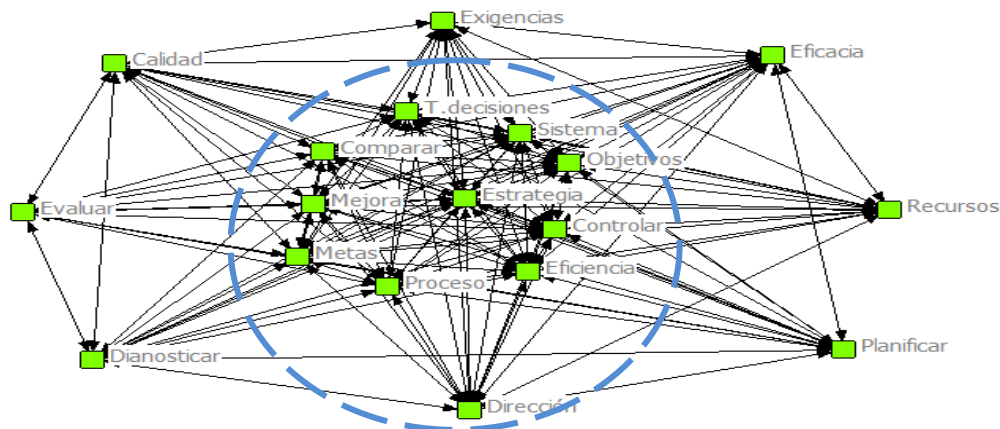 Exigencias
Calidad
Eficacia
T.decisiones
Sistema
Comparar
Objetivos
Evaluar
Mejora
Estrategia
Recursos
Controlar
Metas
Eficiencia
Proceso
Dianosticar
Planificar
Dirección